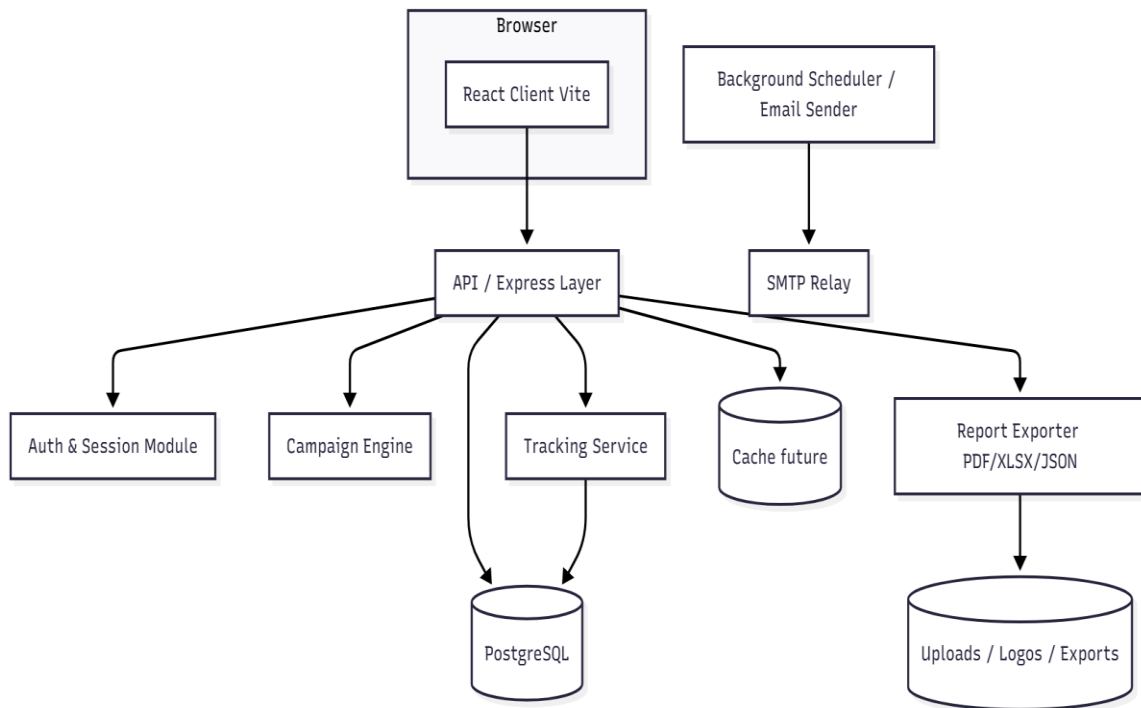 Browser
React Client Vite
Background Scheduler /
Email Sender
API / Express Layer
SMTP Relay
Auth & Session Module
Campaign Engine
Tracking Service
Cache future
Report Exporter
PDF/XLSX/JSON
PostgreSQL
Uploads / Logos / Exports